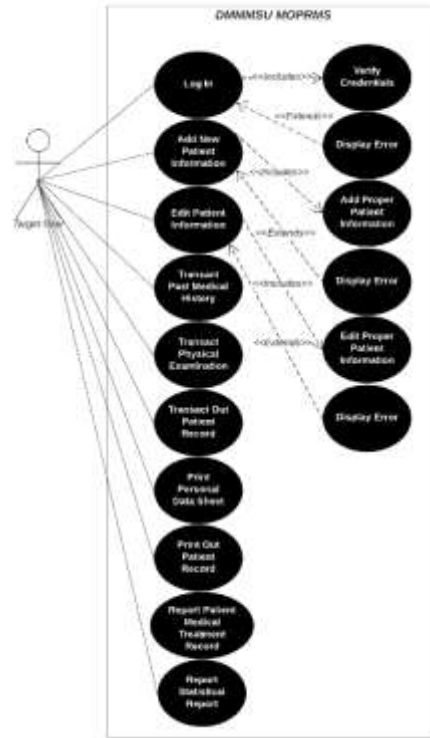 DMMMSU MOPRMS
Log In
<<Includes>>
Verify
Credentials
<<Extends>>
Display Error
Add New
Patient
Information
<<Includes>>
Add Proper
Patient
Information
Edit Patient
Information
<<Extends>>
Target User
Transact
Past Medical
History
<<Includes>>
Display Error
Transact
Physical
Examination
<<Extends>>
Edit Proper
Patient
Information
Transact Out
Patient
Record
Display Error
Print
Personal
Data Sheet
Print Out
Patient
Record
Report Patient
Medical
Treatment
Record
Report
Statistical
Report